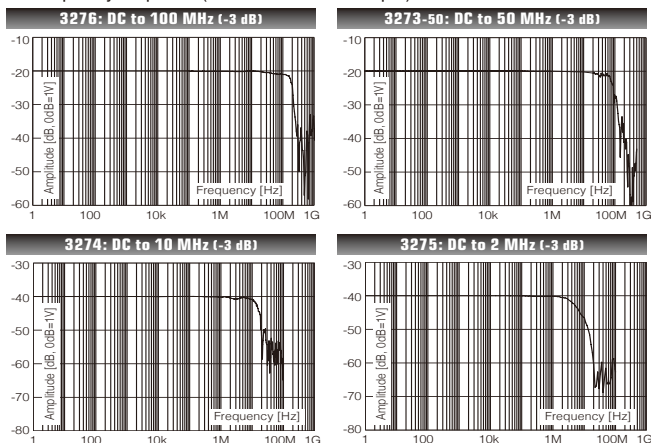 3276: DC to 100 MHz (-3 dB)
-10
-20
-30
-40
-50
-60
Amplitude [dB, 0dB=1V]
Frequency [Hz]
1 100 10k 1M 100M 1G
3273-50: DC to 50 MHz (-3 dB)
-10
-20
-30
-40
-50
-60
Amplitude [dB, 0dB=1V]
Frequency [Hz]
1 100 10k 1M 100M 1G
3274: DC to 10 MHz (-3 dB)
-30
-40
-50
-60
-70
-80
Amplitude [dB, 0dB=1V]
Frequency [Hz]
1 100 10k 1M 100M 1G
3275: DC to 2 MHz (-3 dB)
-30
-40
-50
-60
-70
-80
Amplitude [dB, 0dB=1V]
Frequency [Hz]
1 100 10k 1M 100M 1G